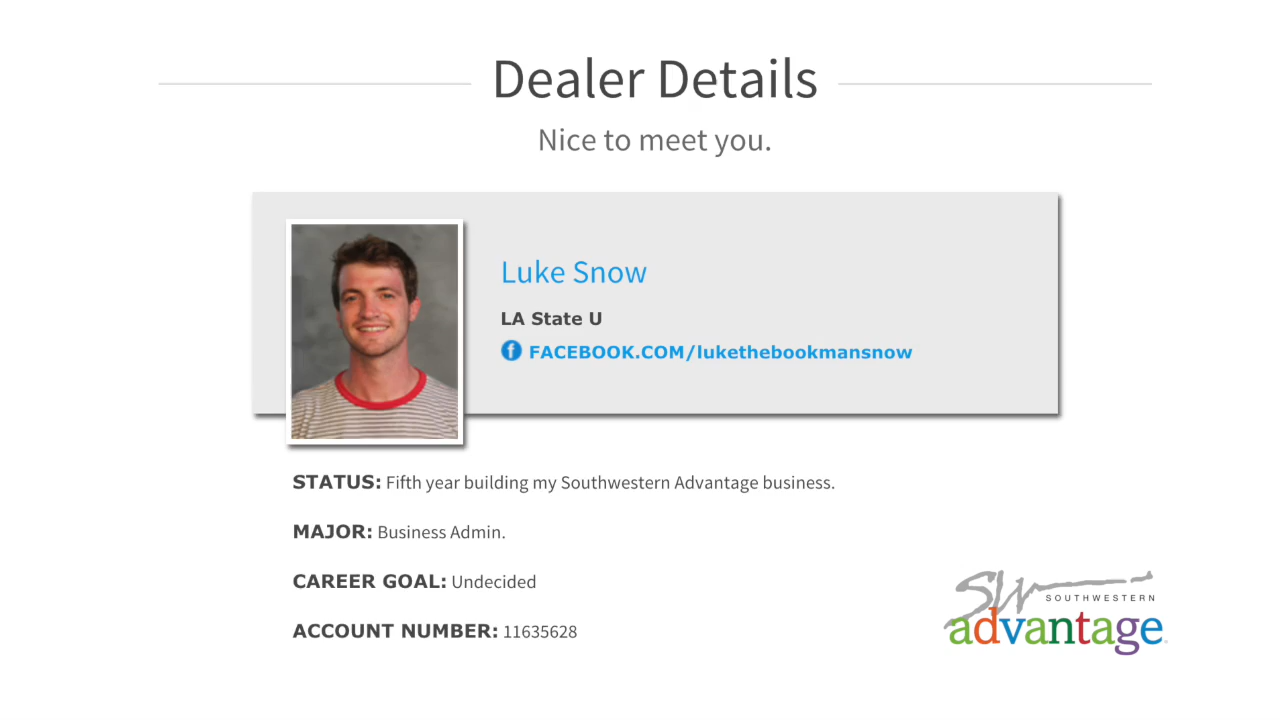 Dealer Details
Nice to meet you.
Luke Snow
LA State U
f FACEBOOK.COM/lukethebookmansnow
STATUS: Fifth year building my Southwestern Advantage business.
MAJOR: Business Admin.
CAREER GOAL: Undecided
ACCOUNT NUMBER: 11635628
SW SOUTHWESTERN
advantage